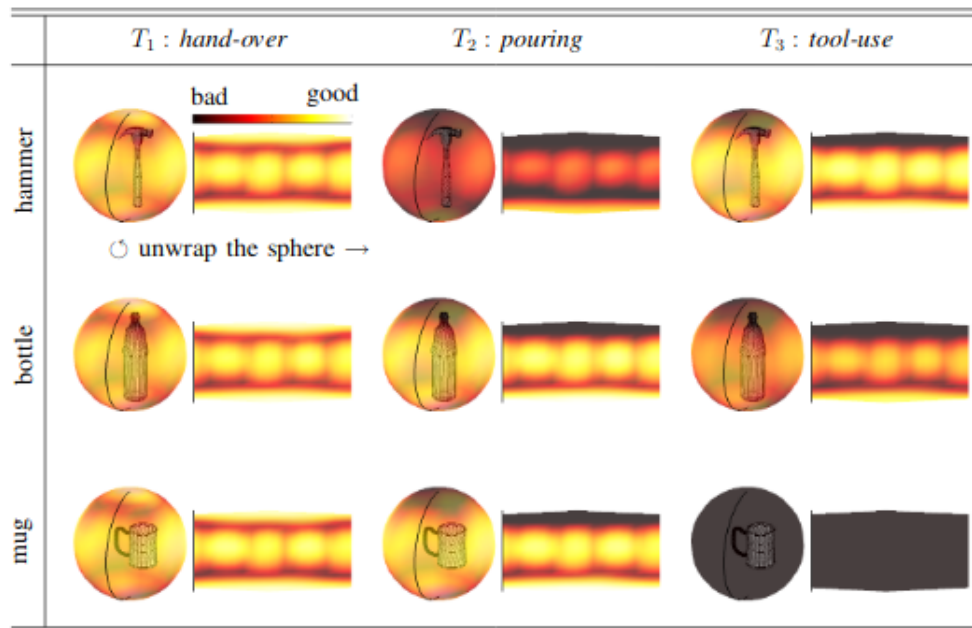 T₁ : hand-over T₂ : pouring T₃ : tool-use
hammer
bad good
↺ unwrap the sphere →
bottle
mug